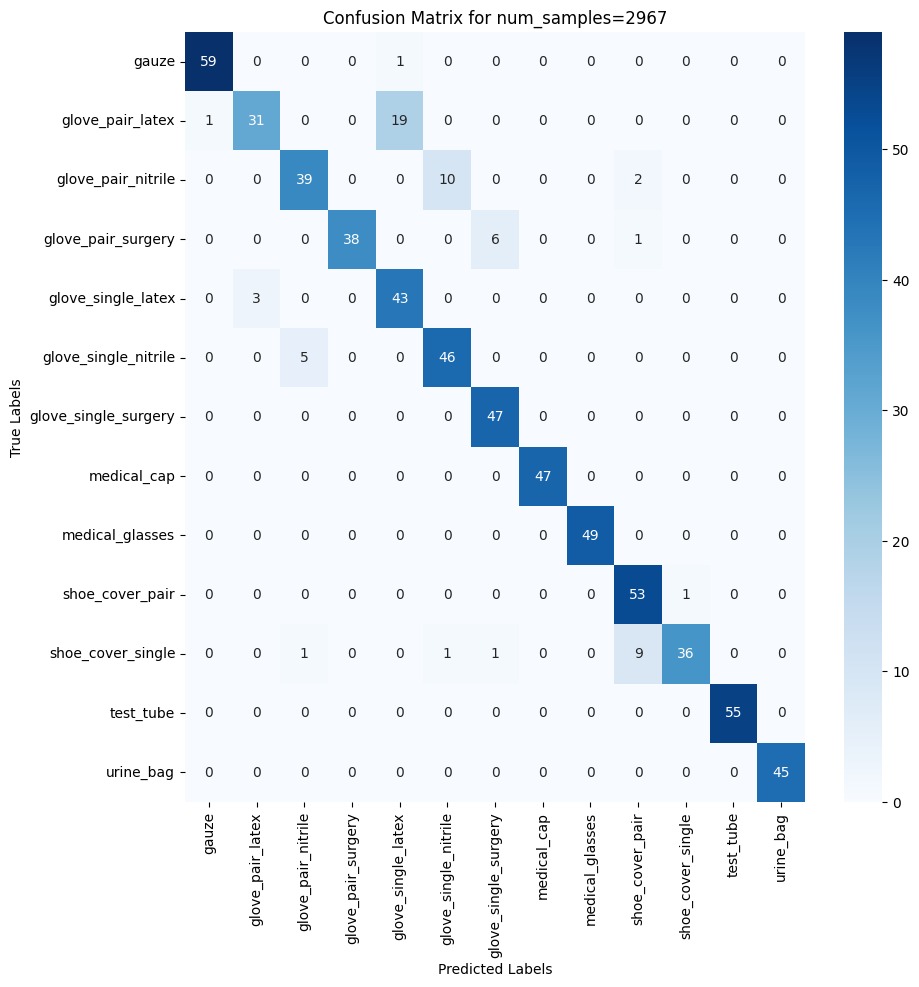 Confusion Matrix for num_samples=2967
gauze 59 0 0 0 1 0 0 0 0 0 0 0 0
glove_pair_latex 1 31 0 0 19 0 0 0 0 0 0 0 0
glove_pair_nitrile 0 0 39 0 0 10 0 0 0 2 0 0 0
glove_pair_surgery 0 0 0 38 0 0 6 0 0 1 0 0 0
glove_single_latex 0 3 0 0 43 0 0 0 0 0 0 0 0
glove_single_nitrile 0 0 5 0 0 46 0 0 0 0 0 0 0
glove_single_surgery 0 0 0 0 0 0 47 0 0 0 0 0 0
medical_cap 0 0 0 0 0 0 0 47 0 0 0 0 0
medical_glasses 0 0 0 0 0 0 0 0 49 0 0 0 0
shoe_cover_pair 0 0 0 0 0 0 0 0 0 53 1 0 0
shoe_cover_single 0 0 1 0 0 1 1 0 0 9 36 0 0
test_tube 0 0 0 0 0 0 0 0 0 0 0 55 0
urine_bag 0 0 0 0 0 0 0 0 0 0 0 0 45
True Labels
gauze
glove_pair_latex
glove_pair_nitrile
glove_pair_surgery
glove_single_latex
glove_single_nitrile
glove_single_surgery
medical_cap
medical_glasses
shoe_cover_pair
shoe_cover_single
test_tube
urine_bag
Predicted Labels
50
40
30
20
10
0